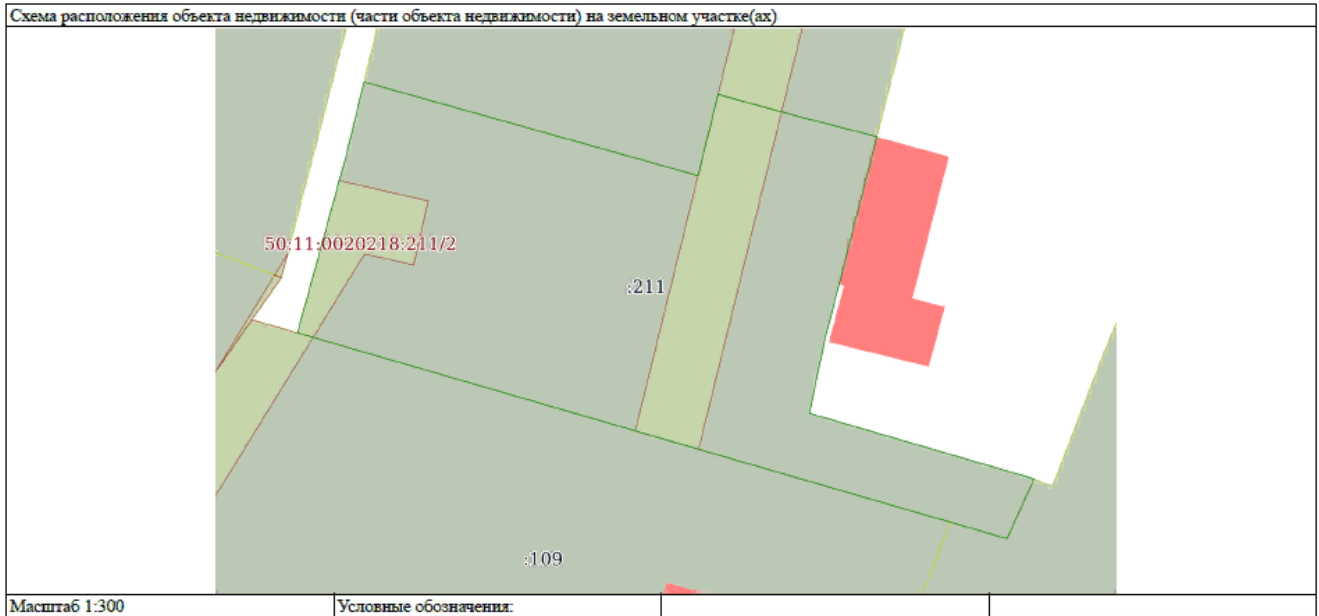 Схема расположения объекта недвижимости (части объекта недвижимости) на земельном участке(ах)
50:11:0020218:211/2
:211
:109
Масштаб 1:300
Условные обозначения: